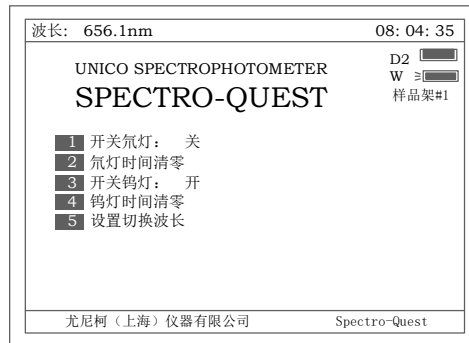 波长: 656.1nm 08: 04: 35
UNICO SPECTROPHOTOMETER
SPECTRO-QUEST
D2
W
样品架#1
1 开关氘灯： 关
2 氘灯时间清零
3 开关钨灯： 开
4 钨灯时间清零
5 设置切换波长
尤尼柯（上海）仪器有限公司 Spectro-Quest